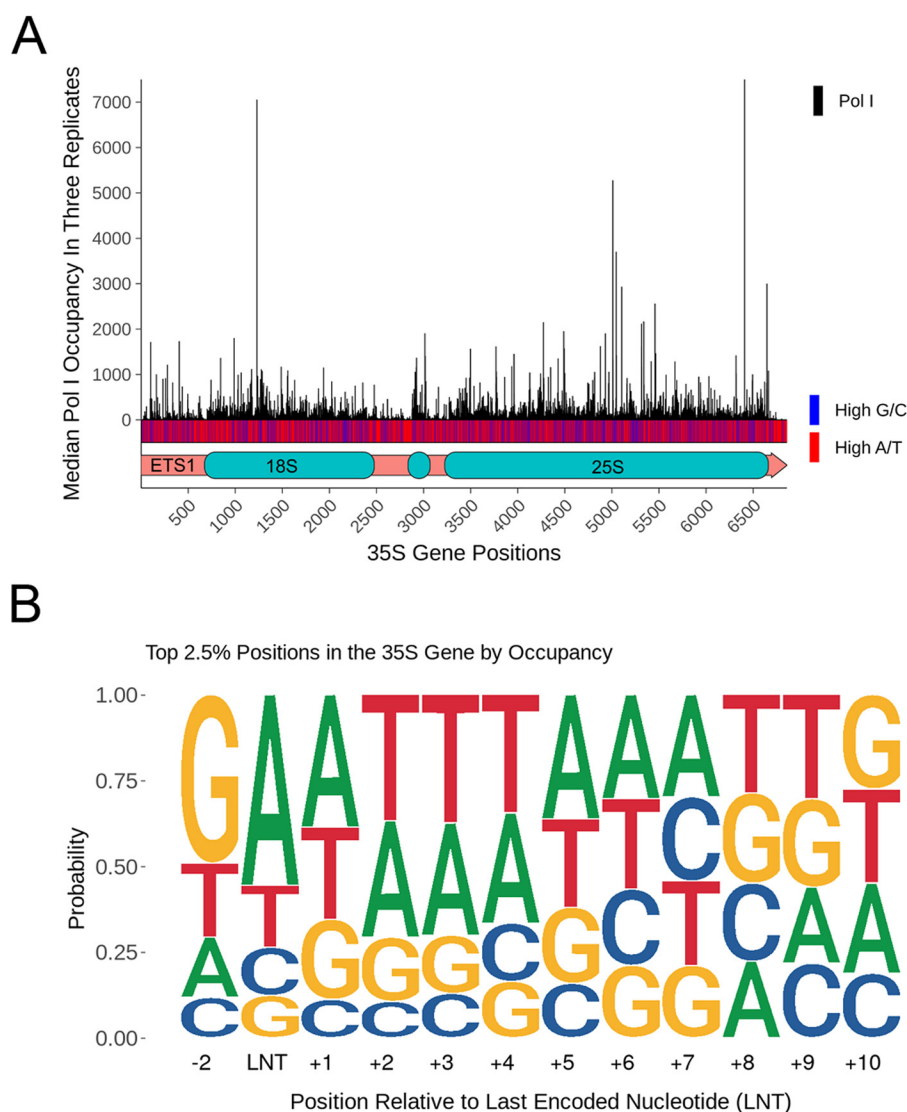 A
Median Pol I Occupancy In Three Replicates
7000
6000
5000
4000
3000
2000
1000
0
Pol I
High G/C
High A/T
ETS1
18S
25S
500
1000
1500
2000
2500
3000
3500
4000
4500
5000
5500
6000
6500
35S Gene Positions
B
Top 2.5% Positions in the 35S Gene by Occupancy
Probability
1.00
0.75
0.50
0.25
0.00
G A A T T T A A A T T G
T T T A A A T T C G G T
A C G G G C G C T C A A
C G C C C G C G G A C C
-2 LNT +1 +2 +3 +4 +5 +6 +7 +8 +9 +10
Position Relative to Last Encoded Nucleotide (LNT)